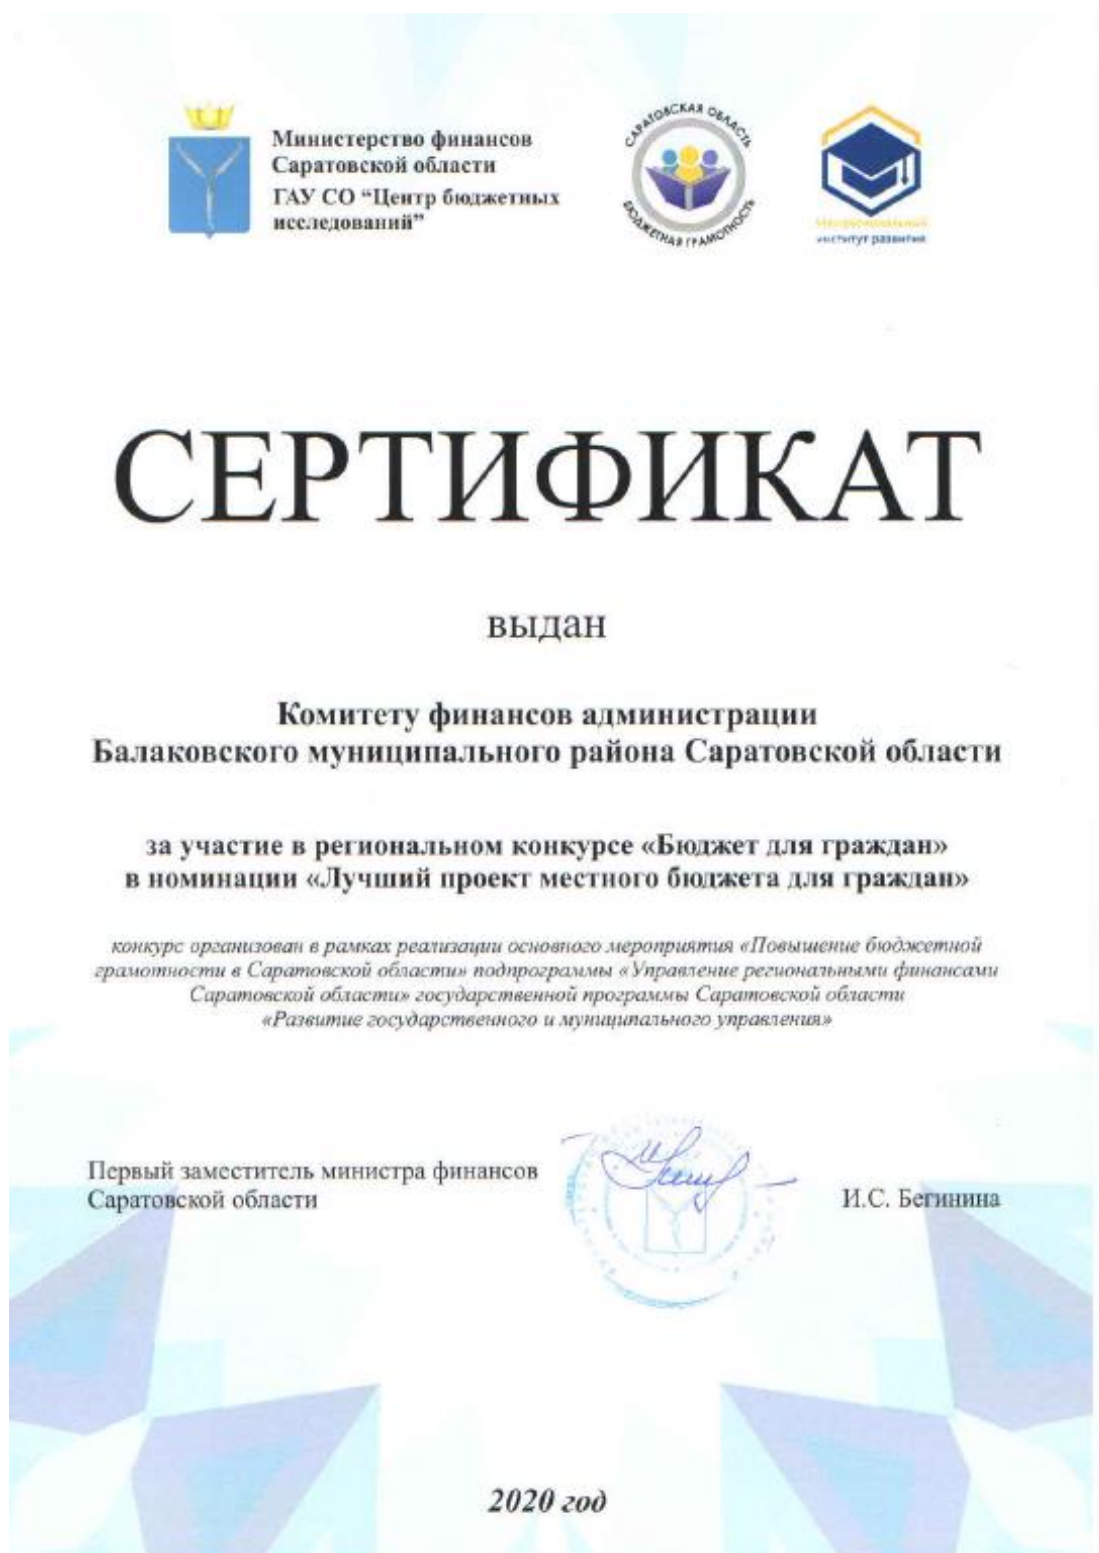 Министерство финансов
Саратовской области
ГАУ СО “Центр бюджетных
исследований”
САРАТОВСКАЯ ОБЛАСТЬ
БЮДЖЕТНАЯ ГРАМОТНОСТЬ
институт развития
СЕРТИФИКАТ
выдан
Комитету финансов администрации
Балаковского муниципального района Саратовской области
за участие в региональном конкурсе «Бюджет для граждан»
в номинации «Лучший проект местного бюджета для граждан»
конкурс организован в рамках реализации основного мероприятия «Повышение бюджетной
грамотности в Саратовской области» подпрограммы «Управление региональными финансами
Саратовской области» государственной программы Саратовской области
«Развитие государственного и муниципального управления»
Первый заместитель министра финансов
Саратовской области
И.С. Бегинина
2020 год